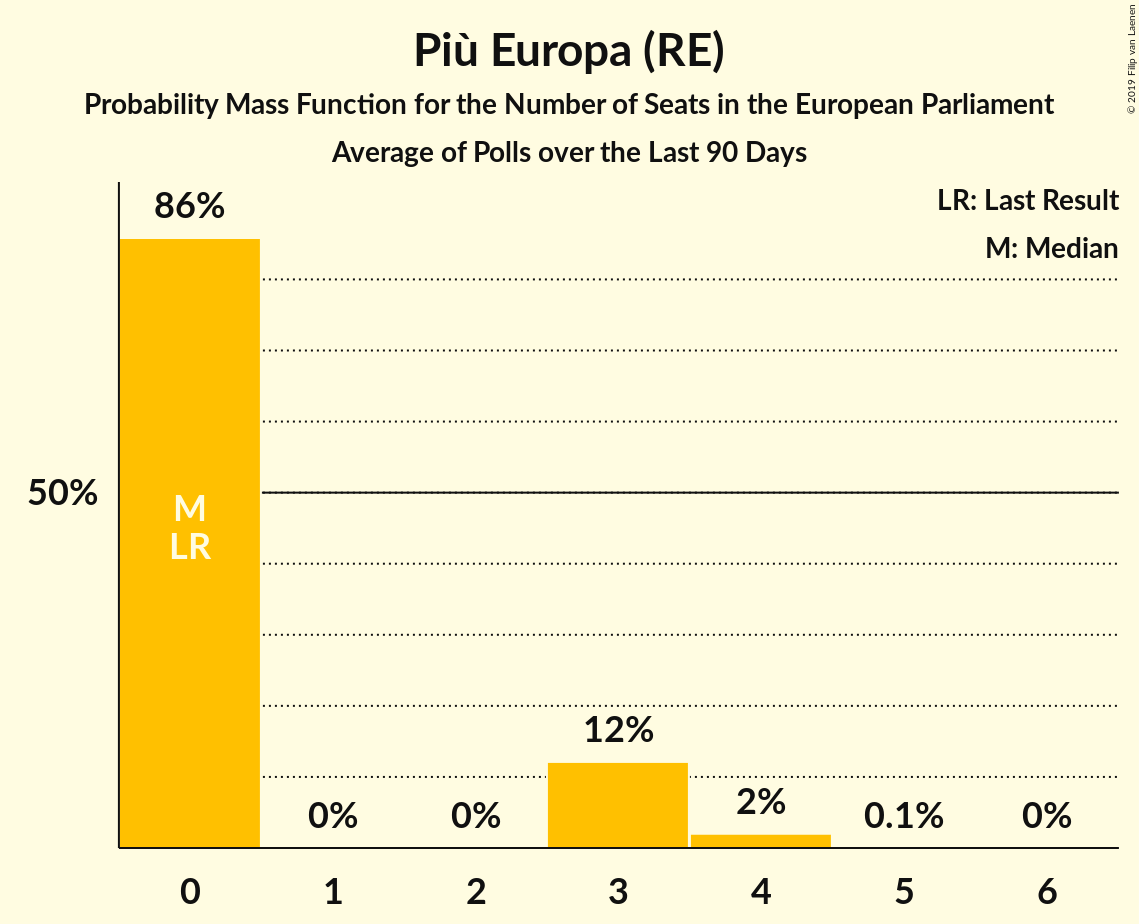 Più Europa (RE)
Probability Mass Function for the Number of Seats in the European Parliament
Average of Polls over the Last 90 Days
© 2019 Filip van Laenen
LR: Last Result
M: Median
86%
50%
M
LR
0%
0%
12%
2%
0.1%
0%
0
1
2
3
4
5
6